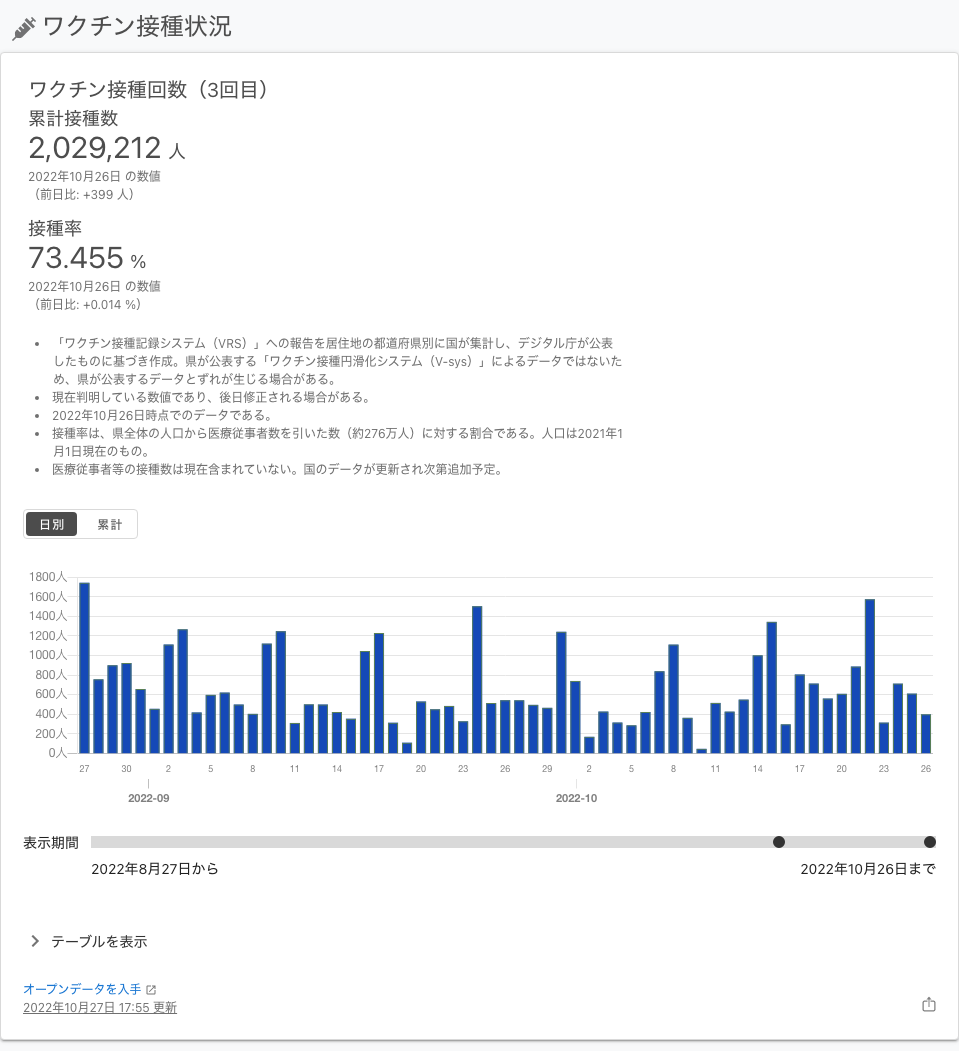 ワクチン接種状況
ワクチン接種回数（3回目）
累計接種数
2,029,212 人
2022年10月26日 の数値
（前日比: +399 人）
接種率
73.455 %
2022年10月26日 の数値
（前日比: +0.014 %）
• 「ワクチン接種記録システム（VRS）」への報告を居住地の都道府県別に国が集計し、デジタル庁が公表
したものに基づき作成。県が公表する「ワクチン接種円滑化システム（V-sys）」によるデータではないた
め、県が公表するデータとずれが生じる場合がある。
• 現在判明している数値であり、後日修正される場合がある。
• 2022年10月26日時点でのデータである。
• 接種率は、県全体の人口から医療従事者数を引いた数（約276万人）に対する割合である。人口は2021年1
月1日現在のもの。
• 医療従事者等の接種数は現在含まれていない。国のデータが更新され次第追加予定。
日別 累計
1800人
1600人
1400人
1200人
1000人
800人
600人
400人
200人
0人
27 30 2 5 8 11 14 17 20 23 26 29 2 5 8 11 14 17 20 23 26
2022-09 2022-10
表示期間
2022年8月27日から 2022年10月26日まで
テーブルを表示
オープンデータを入手
2022年10月27日 17:55 更新